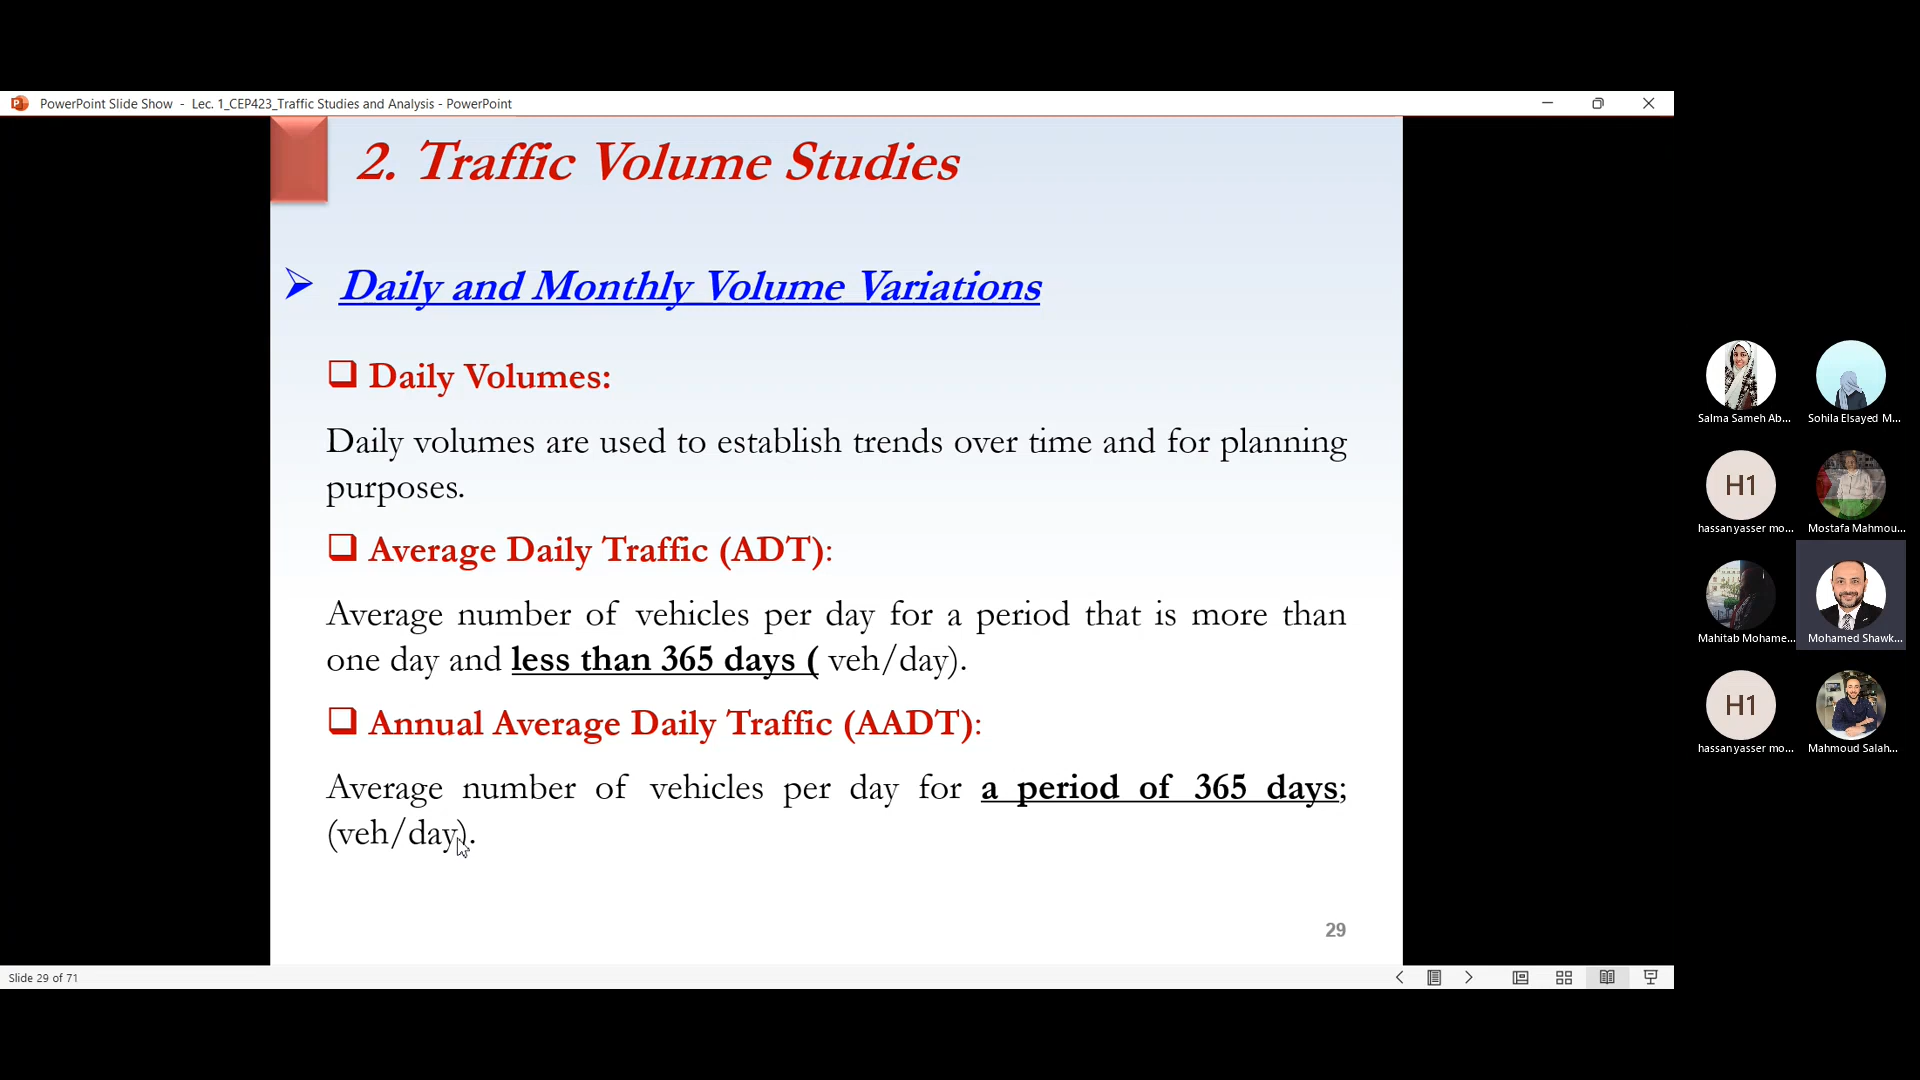 PowerPoint Slide Show - Lec. 1_CEP423_Traffic Studies and Analysis - PowerPoint
2. Traffic Volume Studies
Daily and Monthly Volume Variations
Daily Volumes:
Daily volumes are used to establish trends over time and for planning
purposes.
Average Daily Traffic (ADT):
Average number of vehicles per day for a period that is more than
one day and less than 365 days ( veh/day).
Annual Average Daily Traffic (AADT):
Average number of vehicles per day for a period of 365 days;
(veh/day).
29
Slide 29 of 71
Salma Sameh Ab...
Sohila Elsayed M...
H1
hassan yasser mo...
Mostafa Mahmou...
Mahitab Mohame...
Mohamed Shawk...
H1
hassan yasser mo...
Mahmoud Salah...